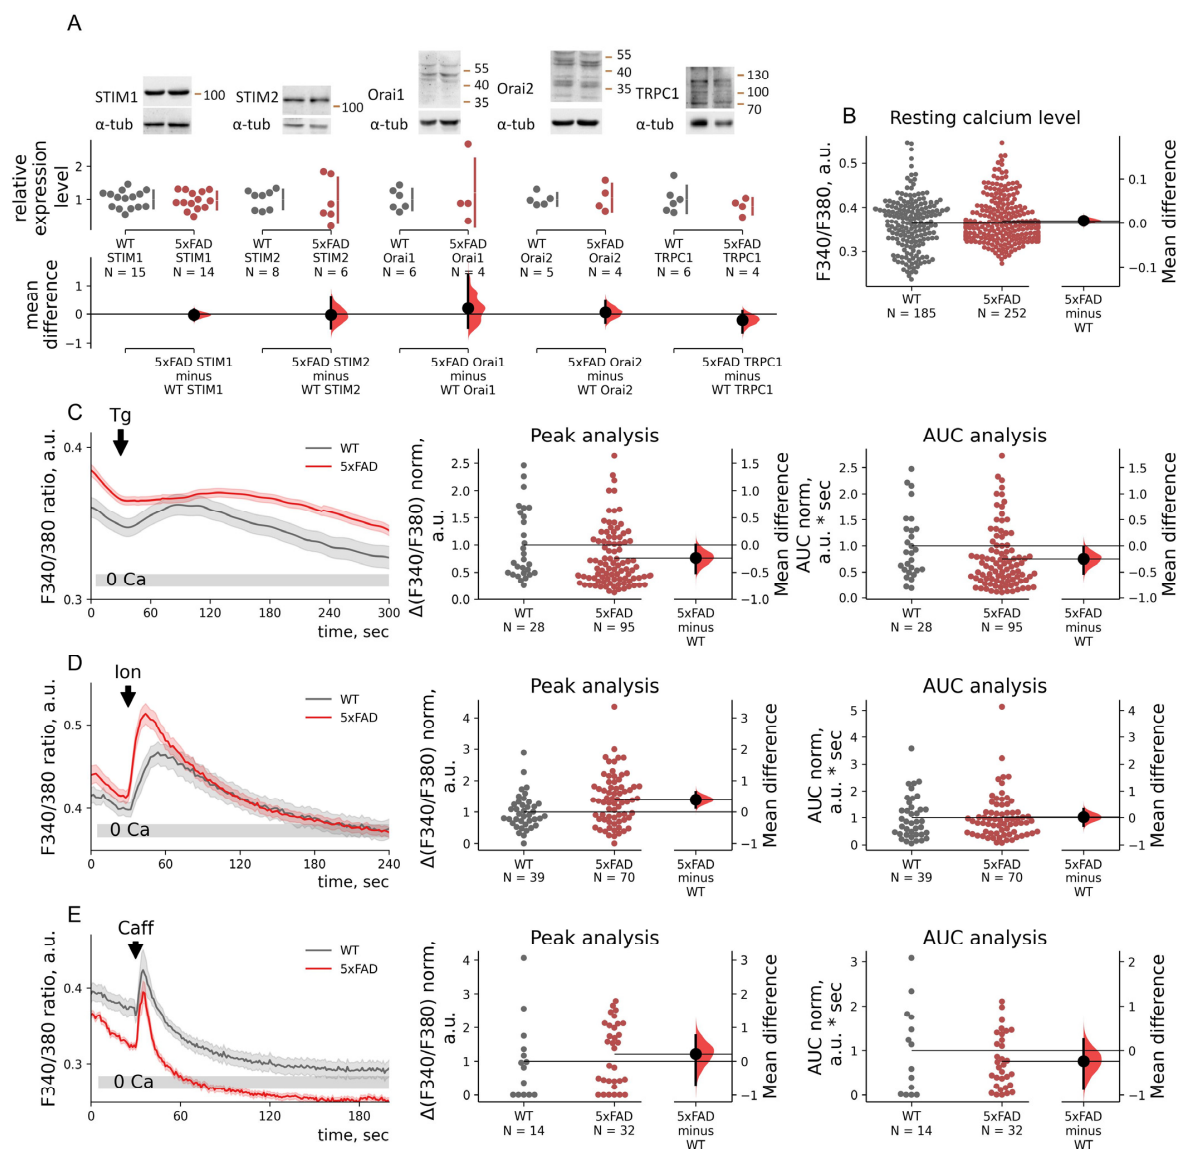 A
STIM1
α-tub
100
STIM2
α-tub
100
Orai1
α-tub
55
40
35
Orai2
α-tub
55
40
35
TRPC1
α-tub
130
100
70
relative
expression
level
2
1
WT
STIM1
N = 15
5xFAD
STIM1
N = 14
WT
STIM2
N = 8
5xFAD
STIM2
N = 6
WT
Orai1
N = 6
5xFAD
Orai1
N = 4
WT
Orai2
N = 5
5xFAD
Orai2
N = 4
WT
TRPC1
N = 6
5xFAD
TRPC1
N = 4
mean
difference
1
0
−1
5xFAD STIM1
minus
WT STIM1
5xFAD STIM2
minus
WT STIM2
5xFAD Orai1
minus
WT Orai1
5xFAD Orai2
minus
WT Orai2
5xFAD TRPC1
minus
WT TRPC1
B
Resting calcium level
F340/F380, a.u.
0.5
0.4
0.3
0.1
0.0
−0.1
Mean difference
WT
N = 185
5xFAD
N = 252
5xFAD
minus
WT
C
Tg
F340/380 ratio, a.u.
0.4
0.3
WT
5xFAD
0 Ca
0
60
120
180
240
300
time, sec
Peak analysis
Δ(F340/F380) norm,
a.u.
2.5
2.0
1.5
1.0
0.5
0.0
1.5
1.0
0.5
0.0
−0.5
−1.0
Mean difference
WT
N = 28
5xFAD
N = 95
5xFAD
minus
WT
AUC analysis
AUC norm,
a.u. * sec
2.5
2.0
1.5
1.0
0.5
0.0
1.5
1.0
0.5
0.0
−0.5
−1.0
Mean difference
WT
N = 28
5xFAD
N = 95
5xFAD
minus
WT
D
Ion
F340/380 ratio, a.u.
0.5
0.4
WT
5xFAD
0 Ca
0
60
120
180
240
time, sec
Peak analysis
Δ(F340/F380) norm,
a.u.
4
3
2
1
0
3
2
1
0
−1
Mean difference
WT
N = 39
5xFAD
N = 70
5xFAD
minus
WT
AUC analysis
AUC norm,
a.u. * sec
5
4
3
2
1
0
4
3
2
1
0
−1
Mean difference
WT
N = 39
5xFAD
N = 70
5xFAD
minus
WT
E
Caff
F340/380 ratio, a.u.
0.4
0.3
WT
5xFAD
0 Ca
0
60
120
180
time, sec
Peak analysis
Δ(F340/F380) norm,
a.u.
4
3
2
1
0
3
2
1
0
−1
Mean difference
WT
N = 14
5xFAD
N = 32
5xFAD
minus
WT
AUC analysis
AUC norm,
a.u. * sec
3
2
1
0
2
1
0
−1
Mean difference
WT
N = 14
5xFAD
N = 32
5xFAD
minus
WT